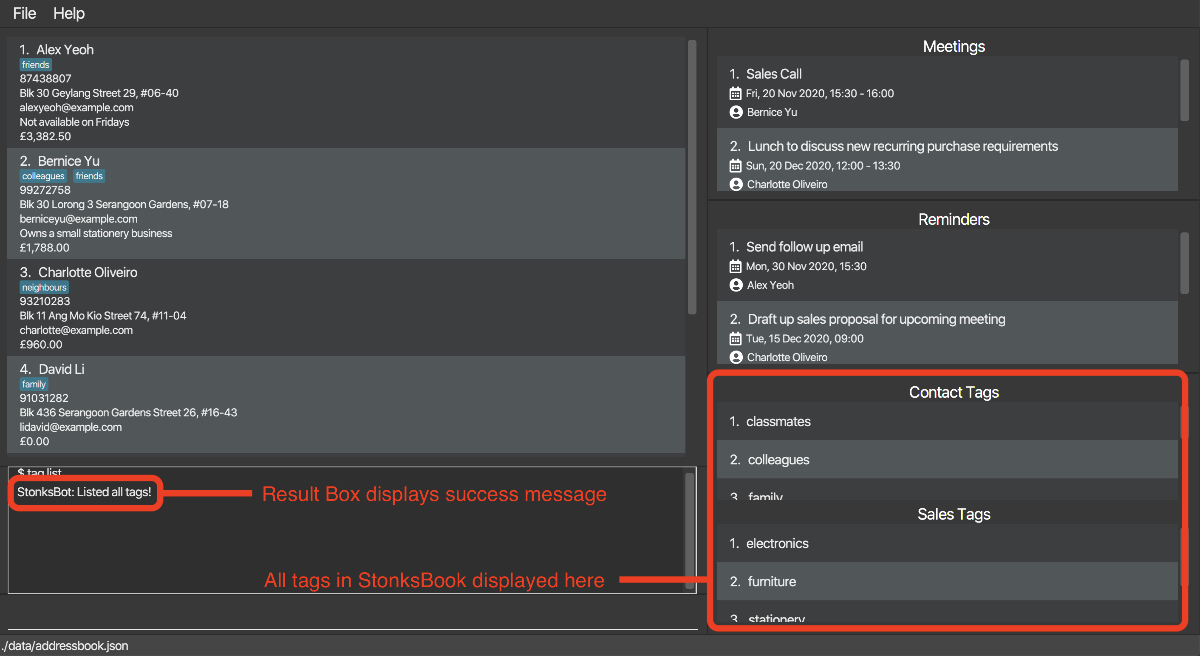 File Help
1. Alex Yeoh
friends
87438807
Blk 30 Geylang Street 29, #06-40
alexyeoh@example.com
Not available on Fridays
£3,382.50
2. Bernice Yu
colleagues friends
99272758
Blk 30 Lorong 3 Serangoon Gardens, #07-18
berniceyu@example.com
Owns a small stationery business
£1,788.00
3. Charlotte Oliveiro
neighbours
93210283
Blk 11 Ang Mo Kio Street 74, #11-04
charlotte@example.com
£960.00
4. David Li
family
91031282
Blk 436 Serangoon Gardens Street 26, #16-43
lidavid@example.com
£0.00
$ tag list
StonksBot: Listed all tags!
Result Box displays success message
All tags in StonksBook displayed here
Meetings
1. Sales Call
Fri, 20 Nov 2020, 15:30 - 16:00
Bernice Yu
2. Lunch to discuss new recurring purchase requirements
Sun, 20 Dec 2020, 12:00 - 13:30
Charlotte Oliveiro
Reminders
1. Send follow up email
Mon, 30 Nov 2020, 15:30
Alex Yeoh
2. Draft up sales proposal for upcoming meeting
Tue, 15 Dec 2020, 09:00
Charlotte Oliveiro
Contact Tags
1. classmates
2. colleagues
3. family
Sales Tags
1. electronics
2. furniture
3. stationery
./data/addressbook.json